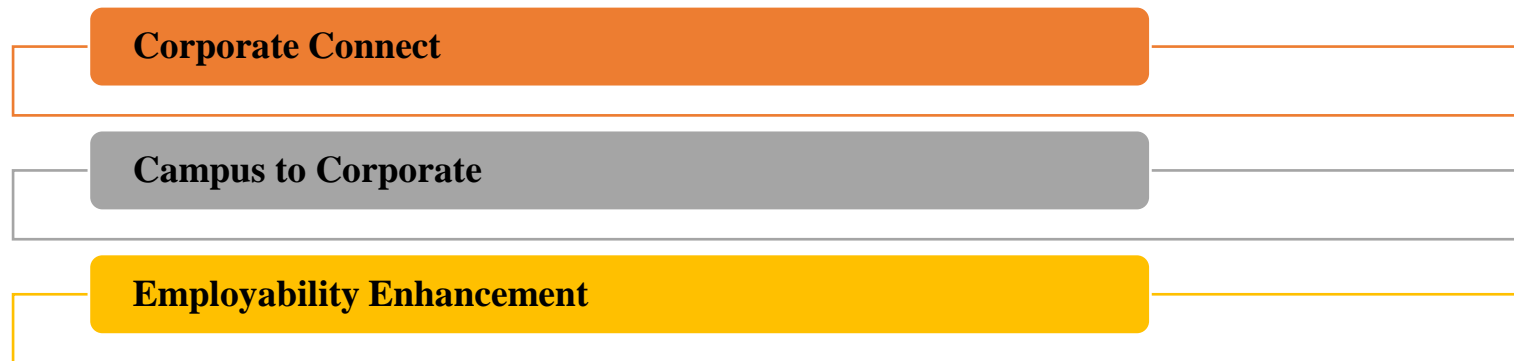 Corporate Connect
Campus to Corporate
Employability Enhancement